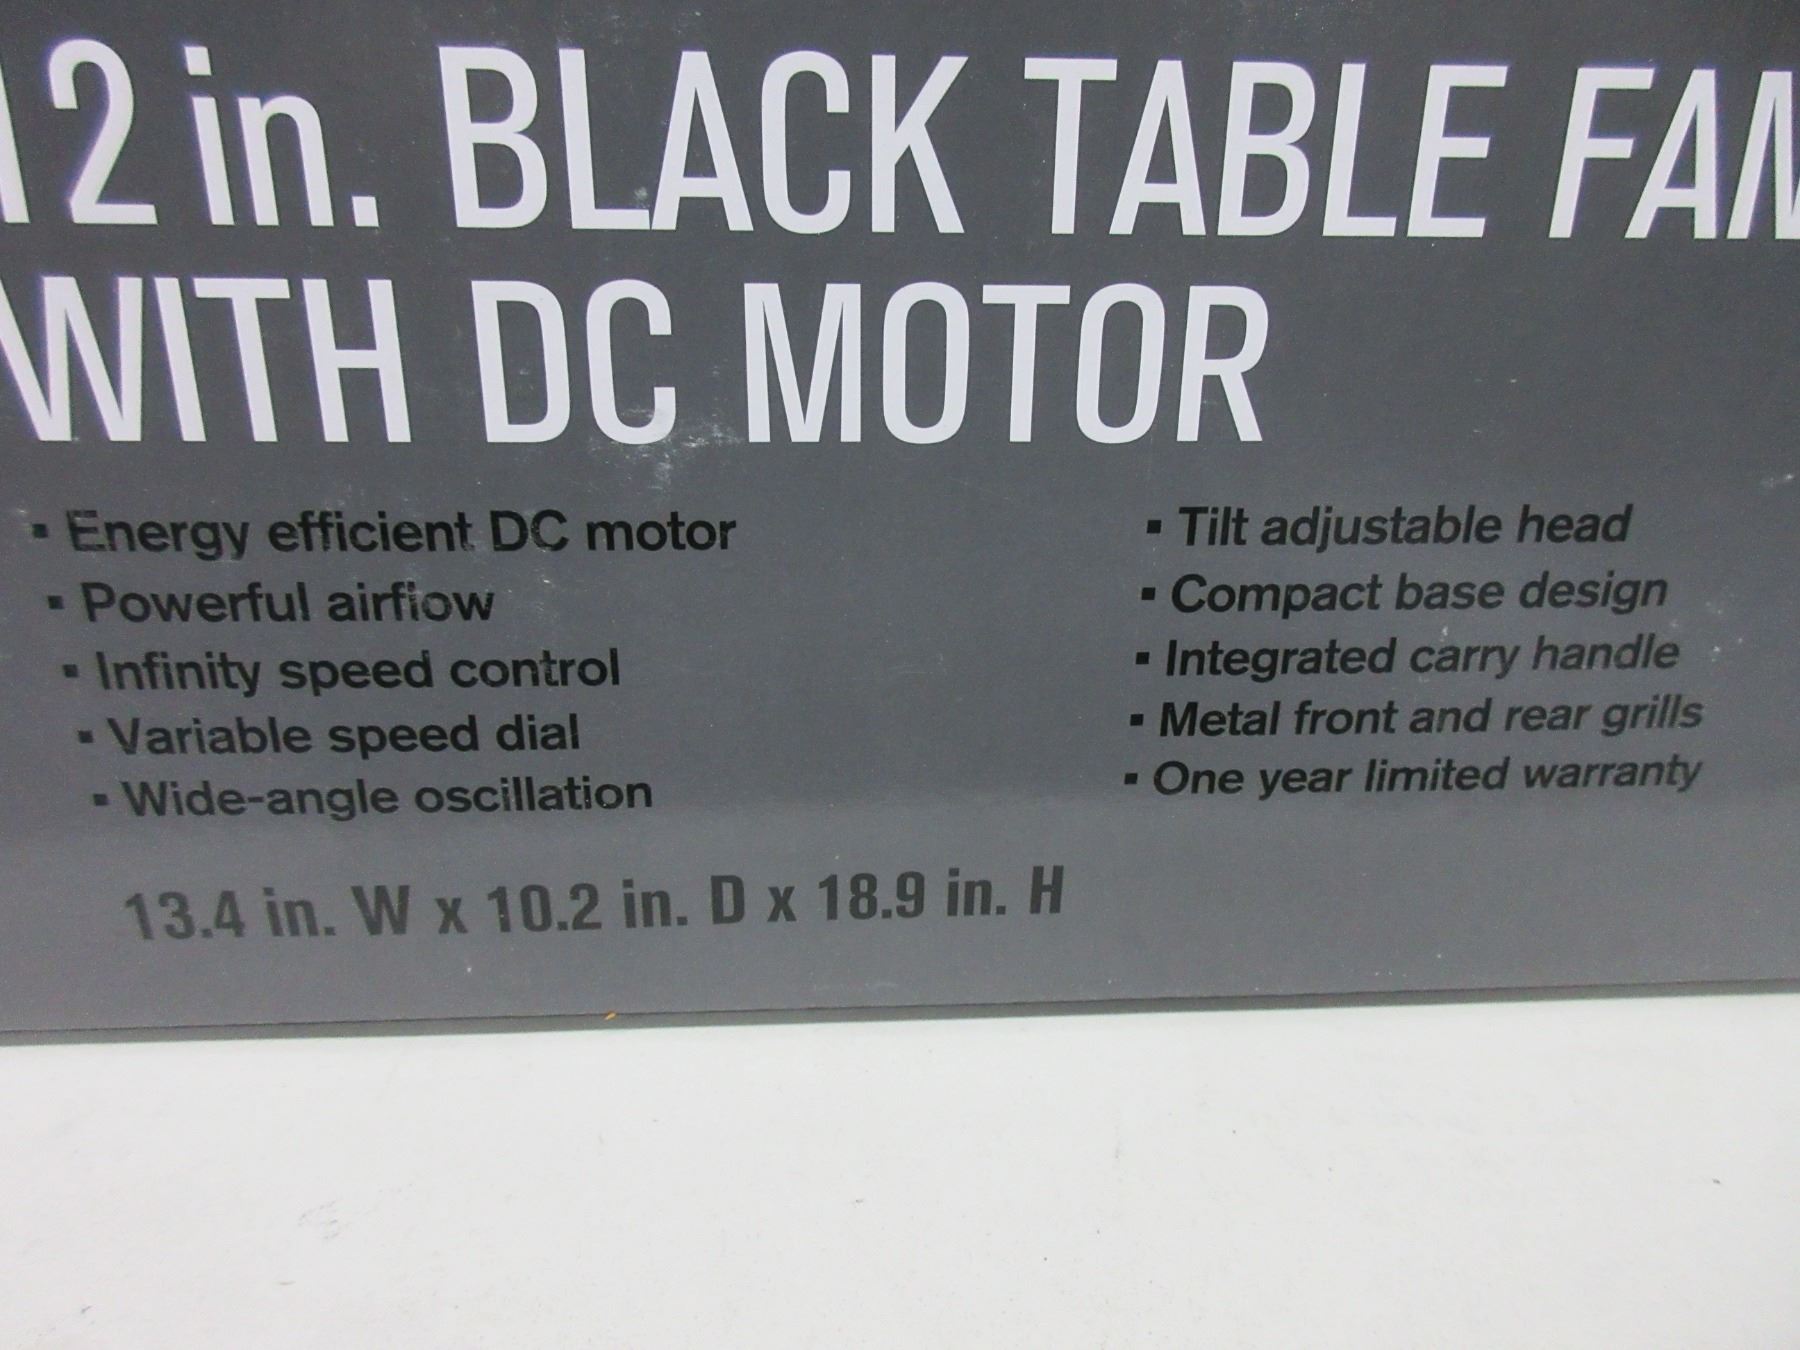 12 in. BLACK TABLE FAN
WITH DC MOTOR
▪ Energy efficient DC motor
▪ Powerful airflow
▪ Infinity speed control
▪ Variable speed dial
▪ Wide-angle oscillation
▪ Tilt adjustable head
▪ Compact base design
▪ Integrated carry handle
▪ Metal front and rear grills
▪ One year limited warranty
13.4 in. W x 10.2 in. D x 18.9 in. H